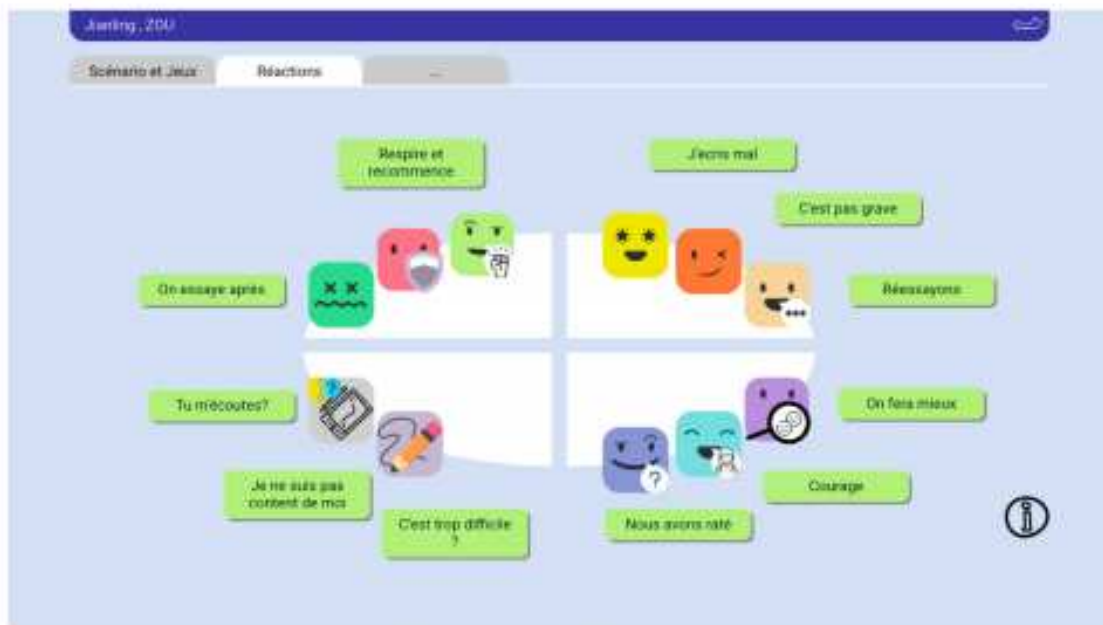 Jianling , ZOU
Scénario et Jeux
Réactions
...
Respire et
recommence
J'écris mal
C'est pas grave
On essaye après
Réessayons
Tu m'écoutes?
On fera mieux
Je ne suis pas
content de moi
Courage
C'est trop difficile
?
Nous avons raté